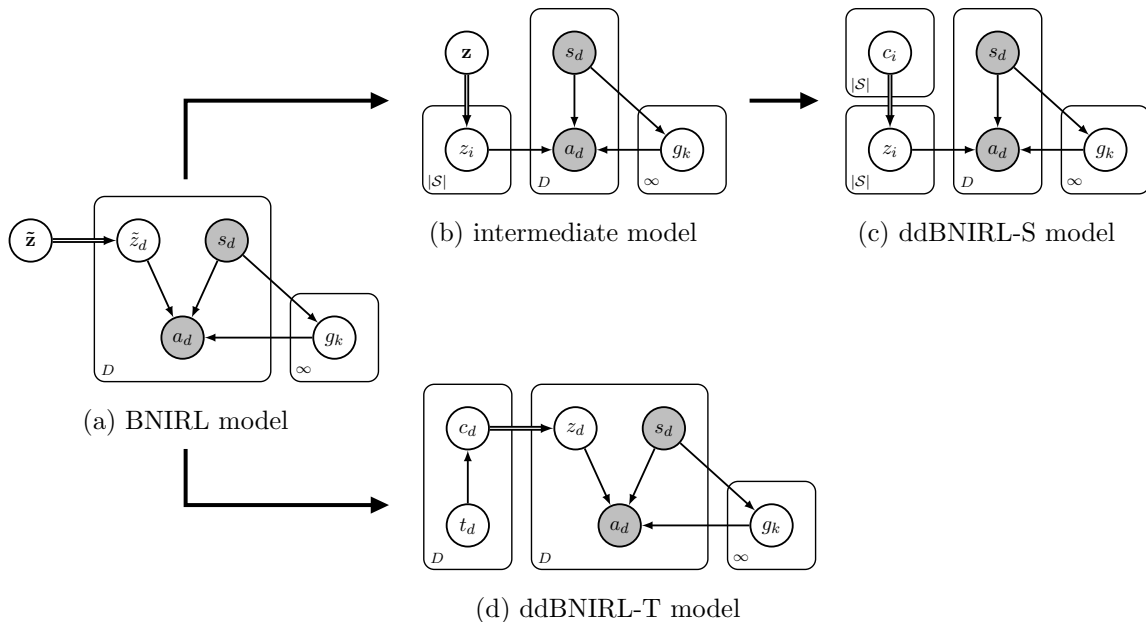 z
s_d
z_i
a_d
g_k
|𝒮|
D
∞
(b) intermediate model
c_i
|𝒮|
s_d
z_i
a_d
g_k
|𝒮|
D
∞
(c) ddBNIRL-S model
z̃
z̃_d
s_d
a_d
g_k
D
∞
(a) BNIRL model
c_d
z_d
s_d
t_d
a_d
g_k
D
D
∞
(d) ddBNIRL-T model